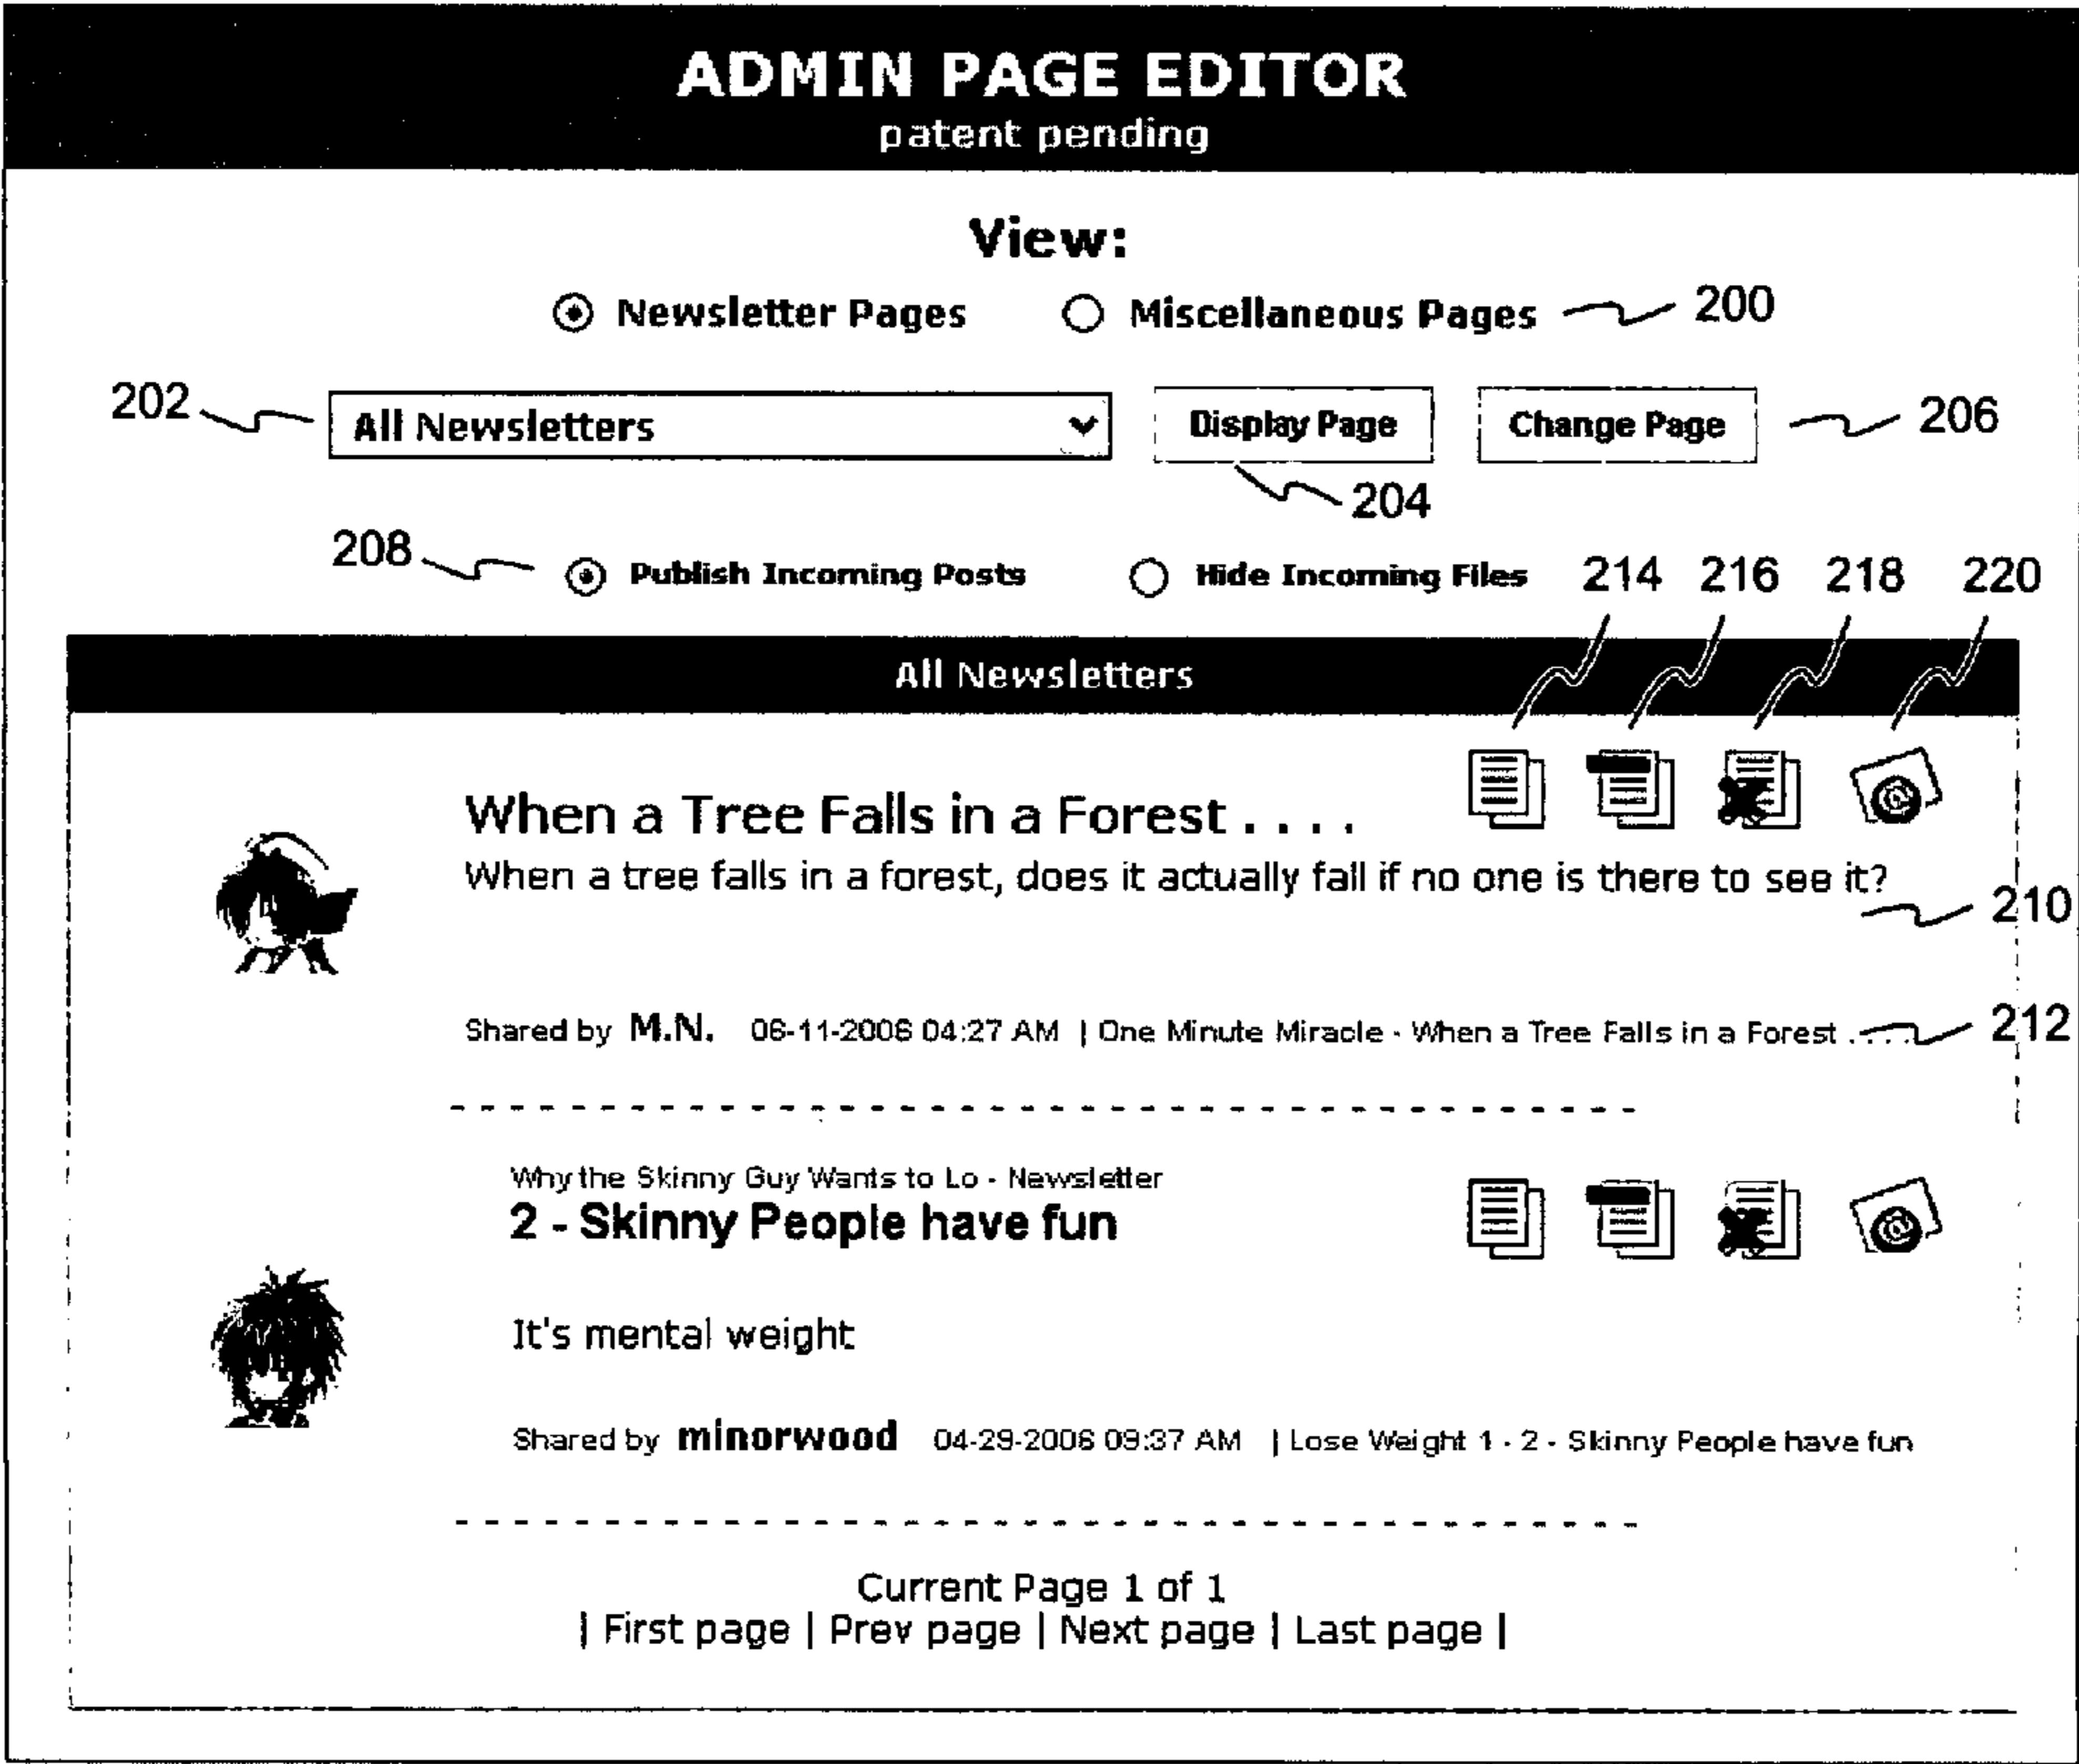 ADMIN PAGE EDITOR
patent pending
View:
Newsletter Pages Miscellaneous Pages 200
202 All Newsletters Display Page Change Page 206
204
208 Publish Incoming Posts Hide Incoming Files 214 216 218 220
All Newsletters
When a Tree Falls in a Forest . . . .
When a tree falls in a forest, does it actually fall if no one is there to see it?
210
Shared by M.N. 06-11-2006 04:27 AM | One Minute Miracle - When a Tree Falls in a Forest . . . . 212
Why the Skinny Guy Wants to Lo - Newsletter
2 - Skinny People have fun
It's mental weight
Shared by minorwood 04-29-2006 09:37 AM | Lose Weight 1 - 2 - Skinny People have fun
Current Page 1 of 1
| First page | Prev page | Next page | Last page |